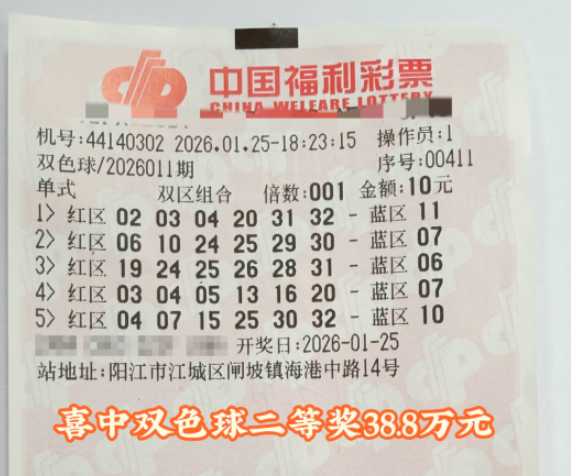 中国福利彩票
CHINA WELFARE LOTTERY
机号:44140302 2026.01.25-18:23:15 操作员:1
双色球/2026011期 序号:00411
单式 双区组合 倍数:001 金额:10元
1> 红区 02 03 04 20 31 32 - 蓝区 11
2> 红区 06 10 24 25 29 30 - 蓝区 07
3> 红区 19 24 25 26 28 31 - 蓝区 06
4> 红区 03 04 05 13 16 20 - 蓝区 07
5> 红区 04 07 15 25 30 32 - 蓝区 10
开奖日:2026-01-25
站地址:阳江市江城区闸坡镇海港中路14号
喜中双色球二等奖38.8万元